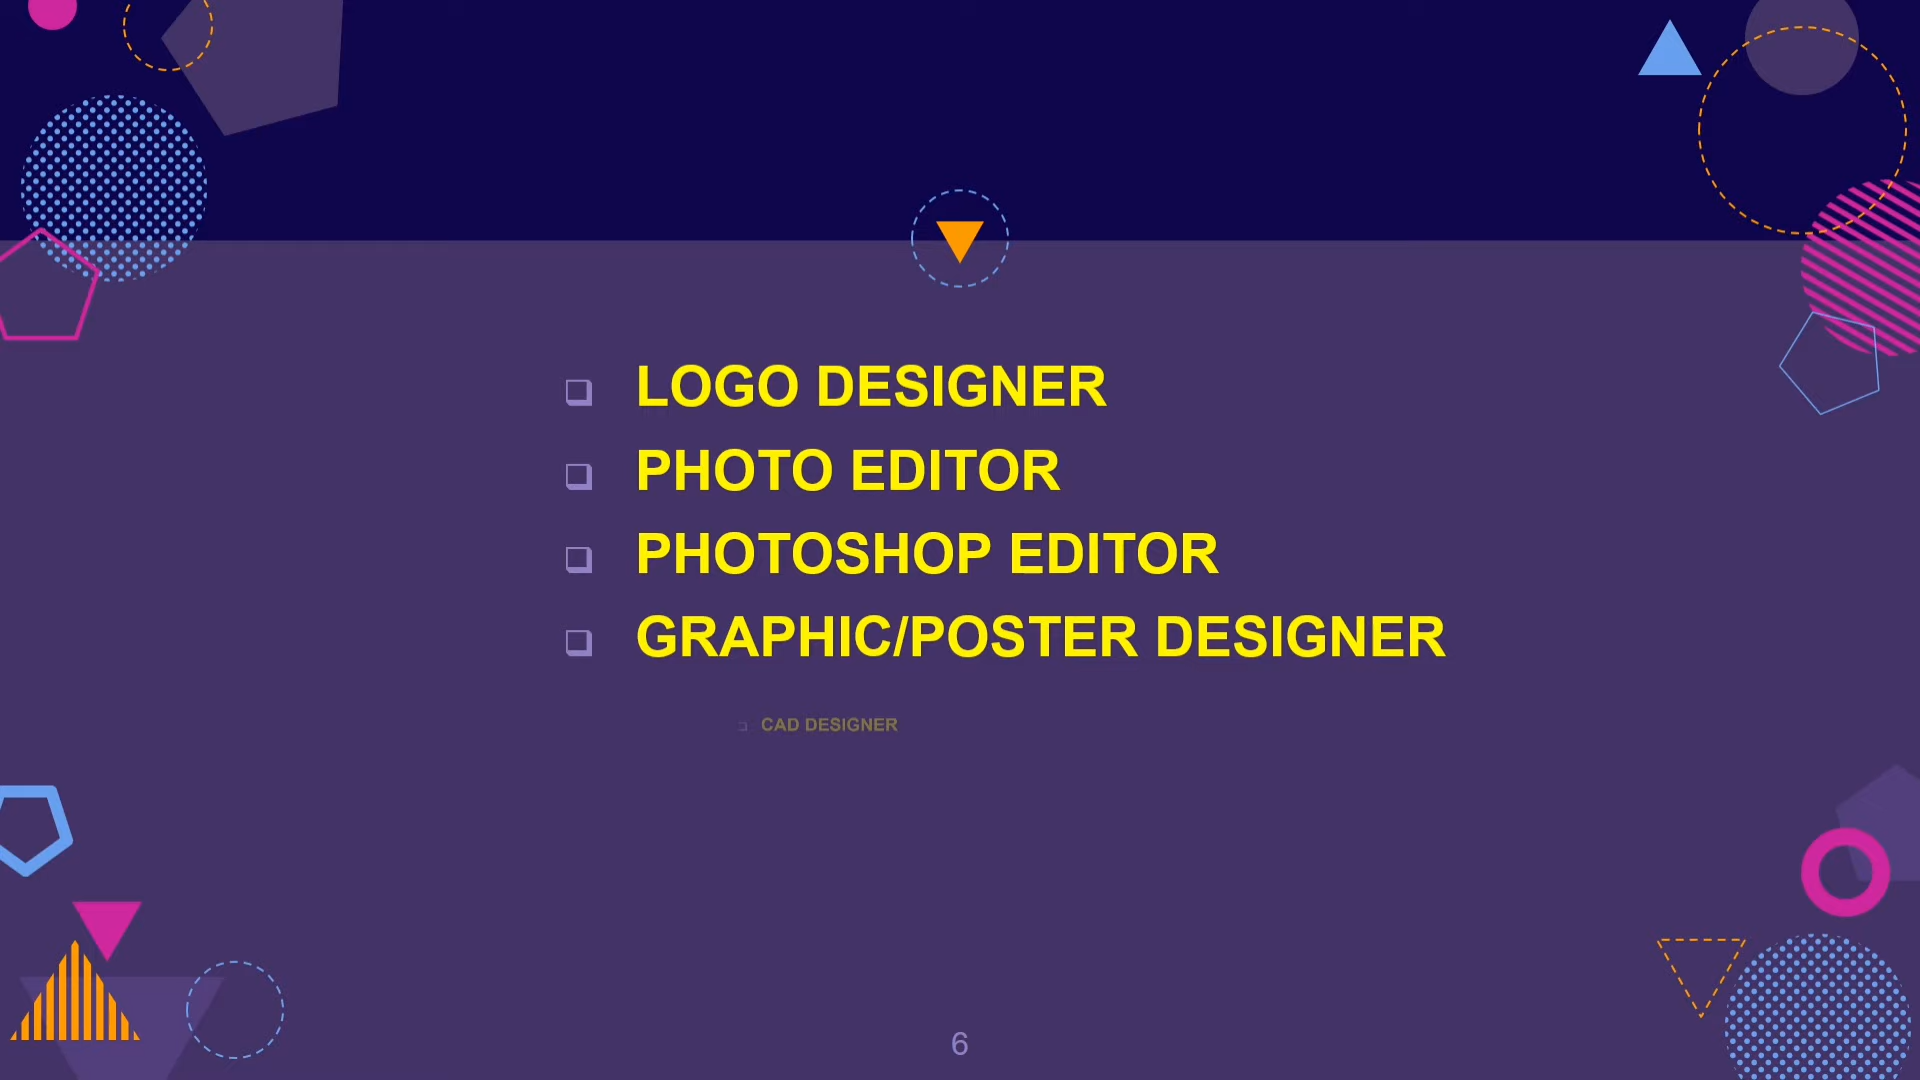 LOGO DESIGNER
PHOTO EDITOR
PHOTOSHOP EDITOR
GRAPHIC/POSTER DESIGNER
CAD DESIGNER
6